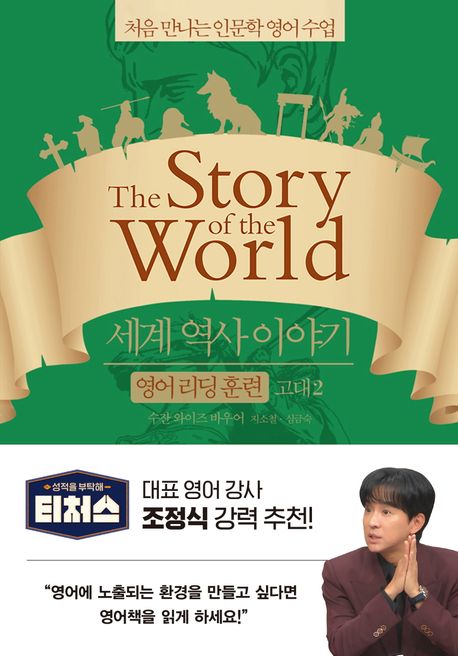 처음 만나는 인문학 영어 수업
The Story
of the
World
세계 역사 이야기
영어 리딩 훈련 고대 2
수잔 와이즈 바우어 지소철·심금숙
성적을 부탁해
티처스
대표 영어 강사
조정식 강력 추천!
“영어에 노출되는 환경을 만들고 싶다면
영어책을 읽게 하세요!”